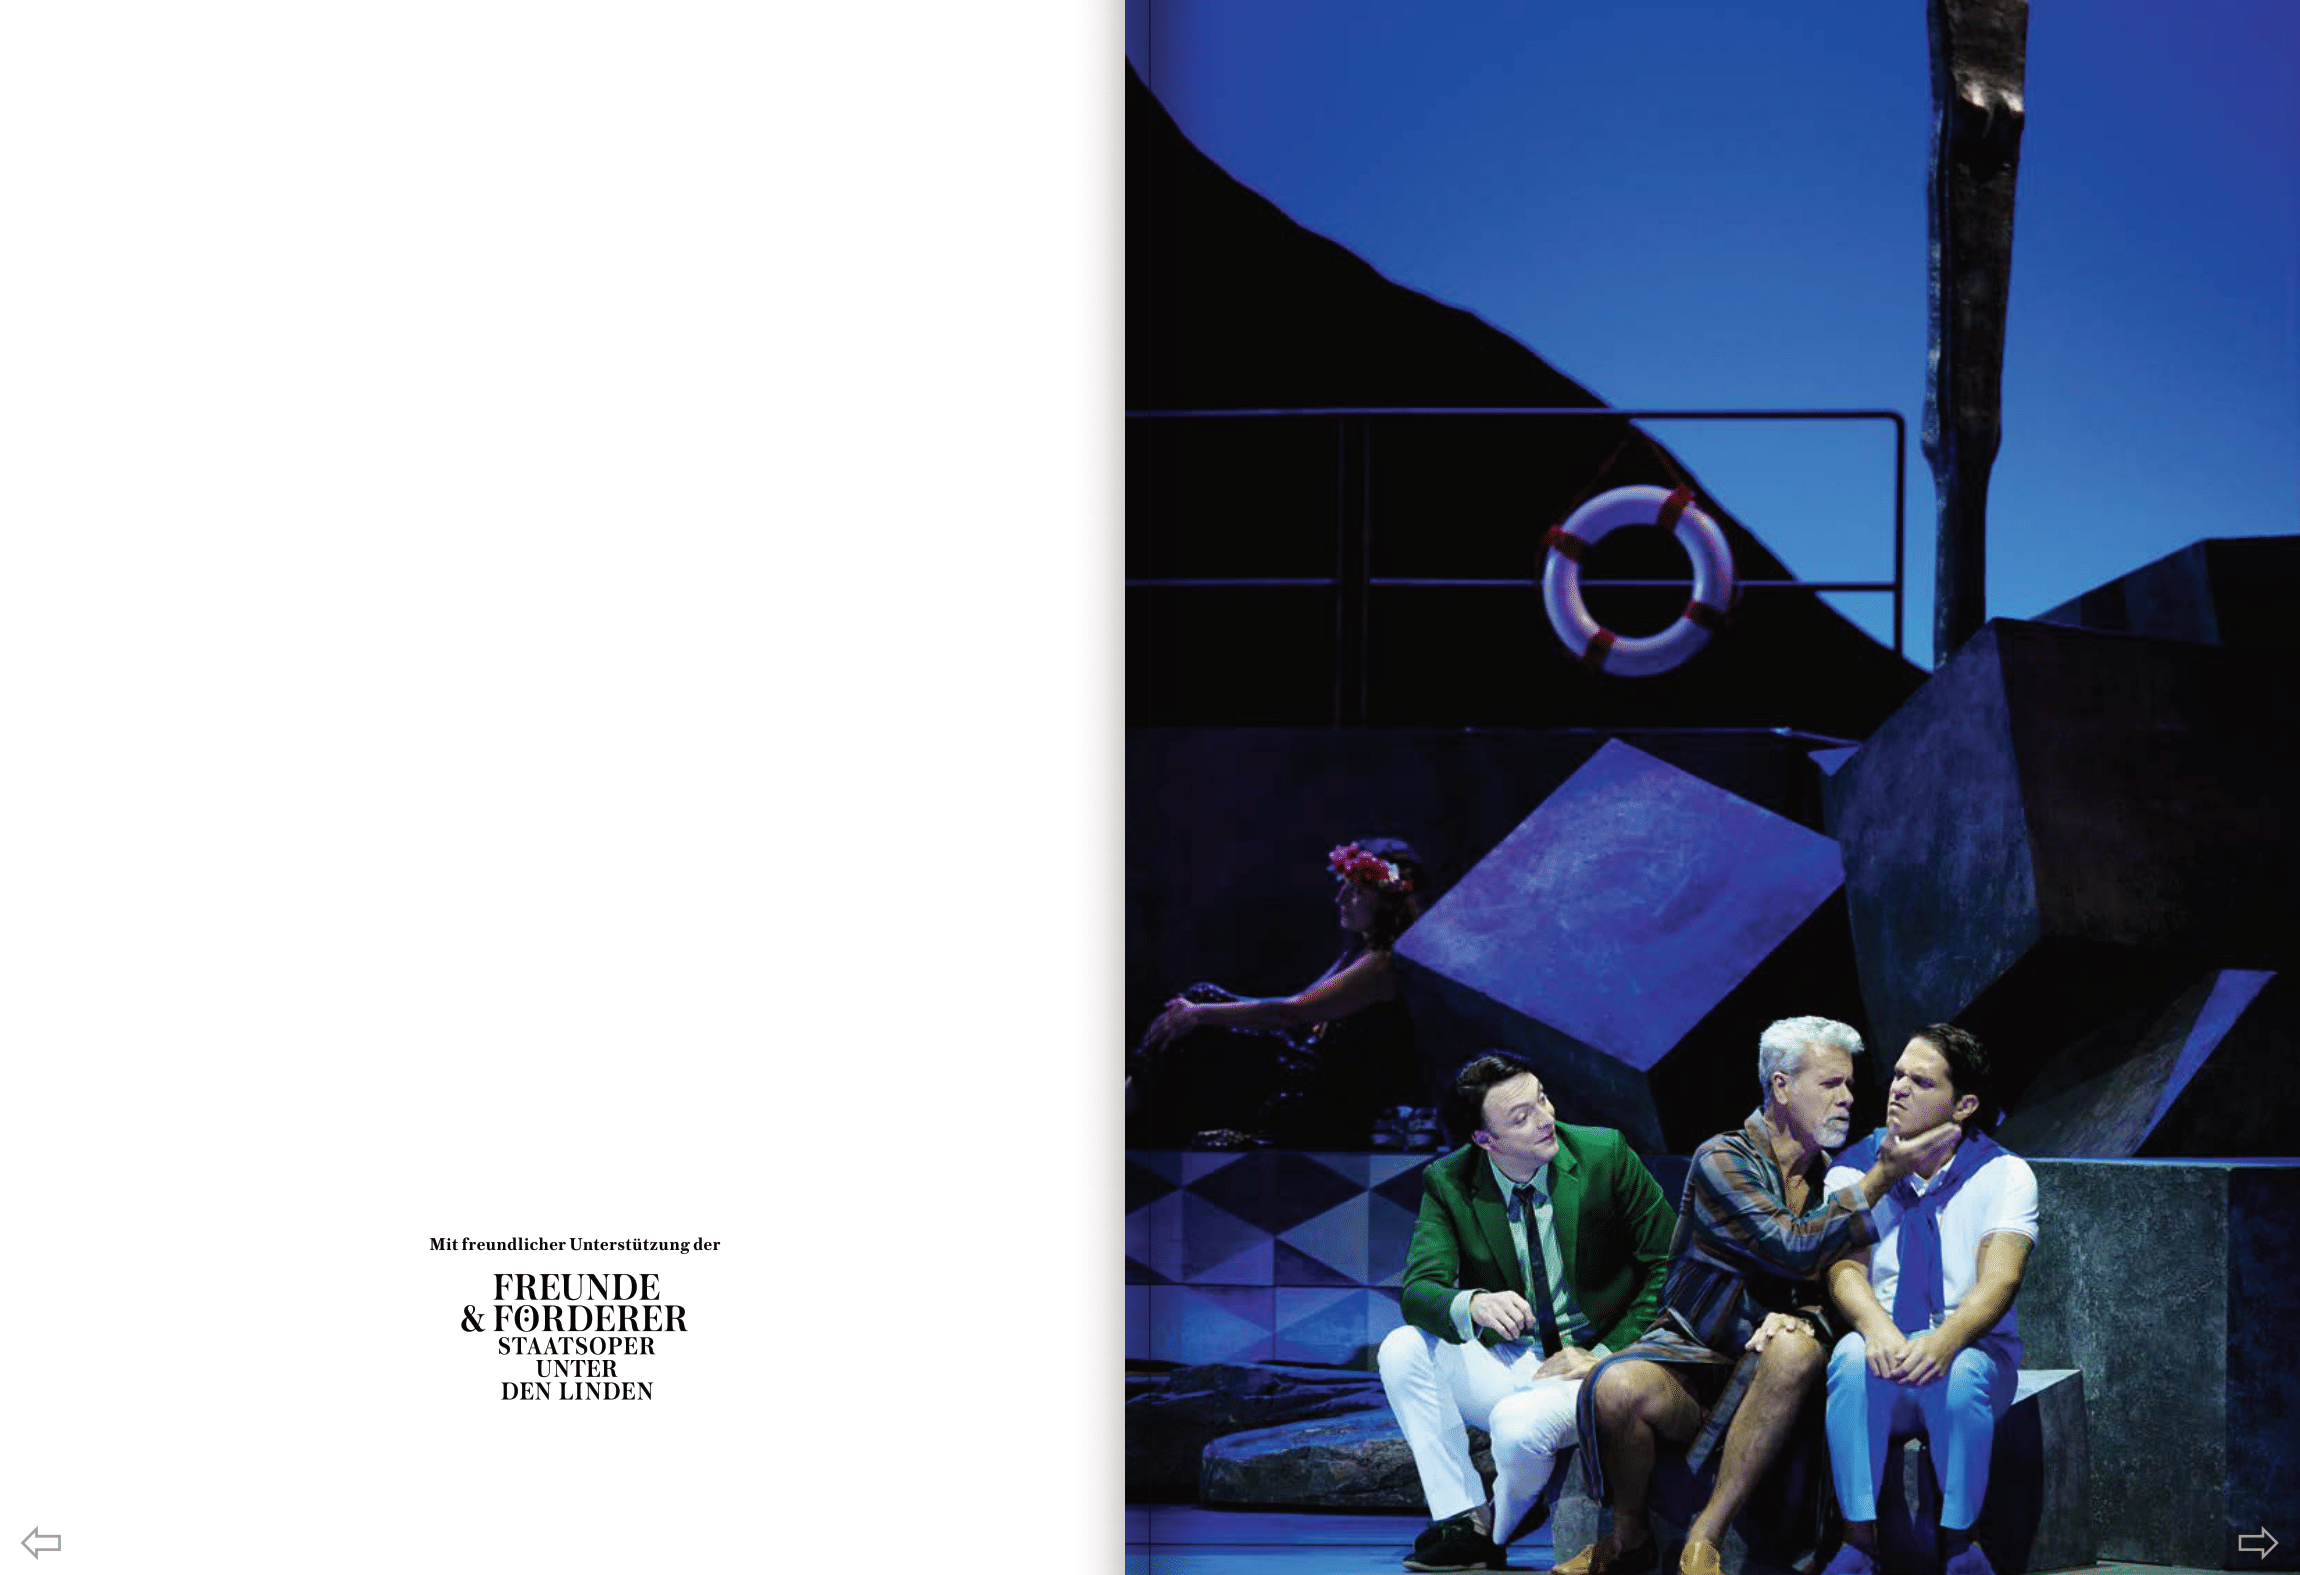 Mit freundlicher Unterstützung der
FREUNDE
& FÖRDERER
STAATSOPER
UNTER
DEN LINDEN